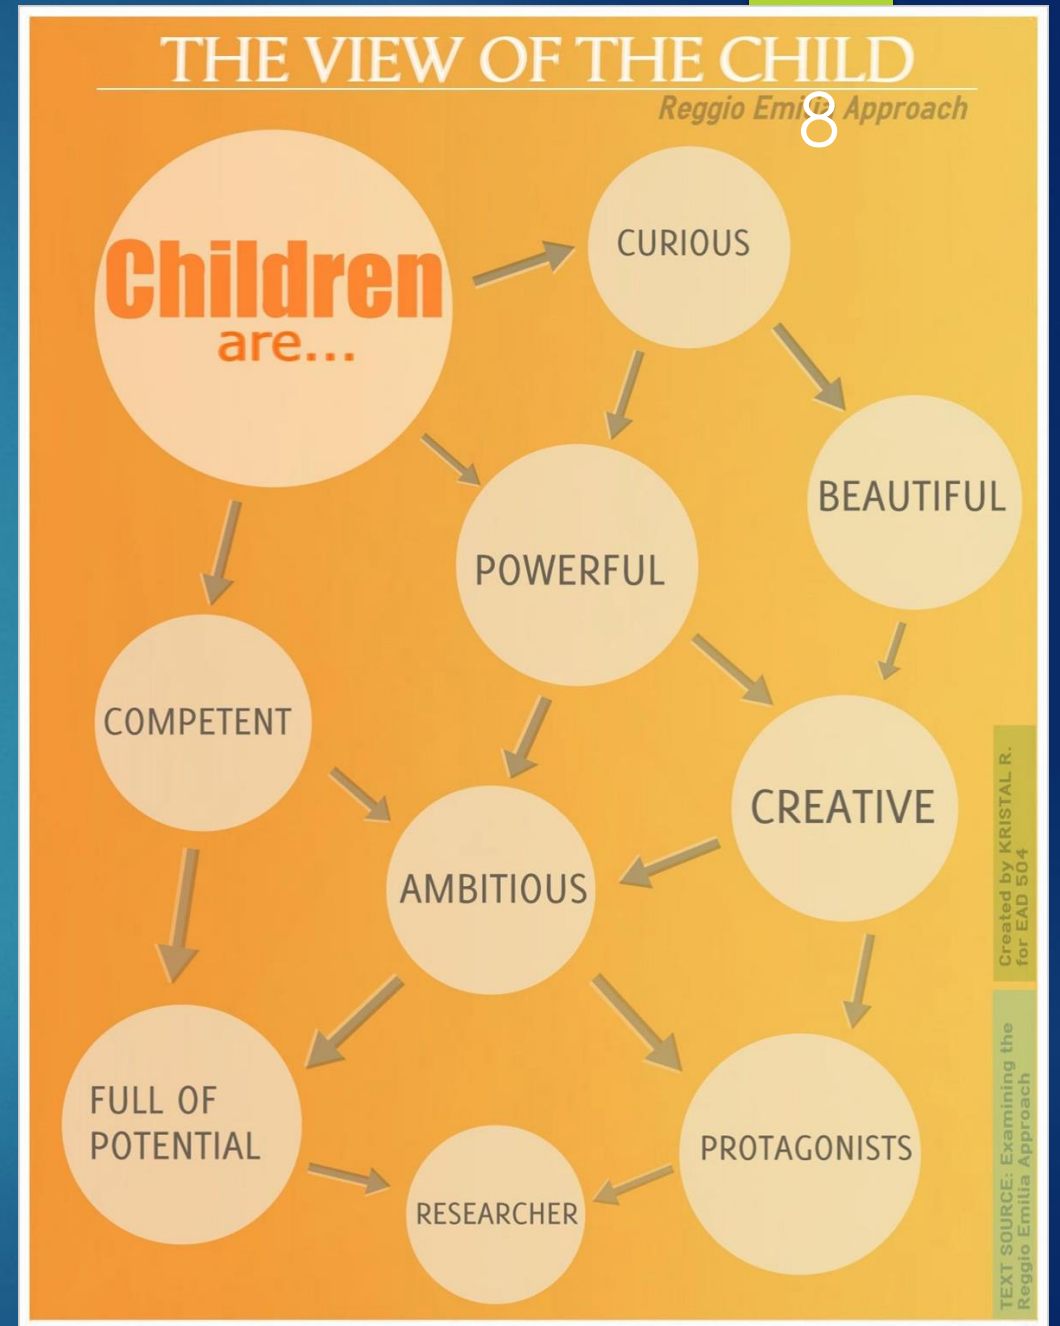 THE VIEW OF THE CHILD
Reggio Emilia Approach
8
Children
are...
CURIOUS
BEAUTIFUL
POWERFUL
COMPETENT
CREATIVE
AMBITIOUS
FULL OF
POTENTIAL
PROTAGONISTS
RESEARCHER
Created by KRISTAL R.
for EAD 504
TEXT SOURCE: Examining the
Reggio Emilia Approach